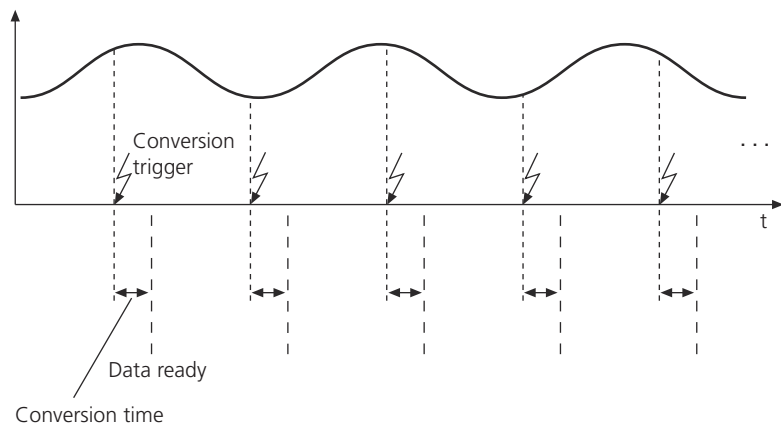 Conversion
trigger
. . .
t
Data ready
Conversion time